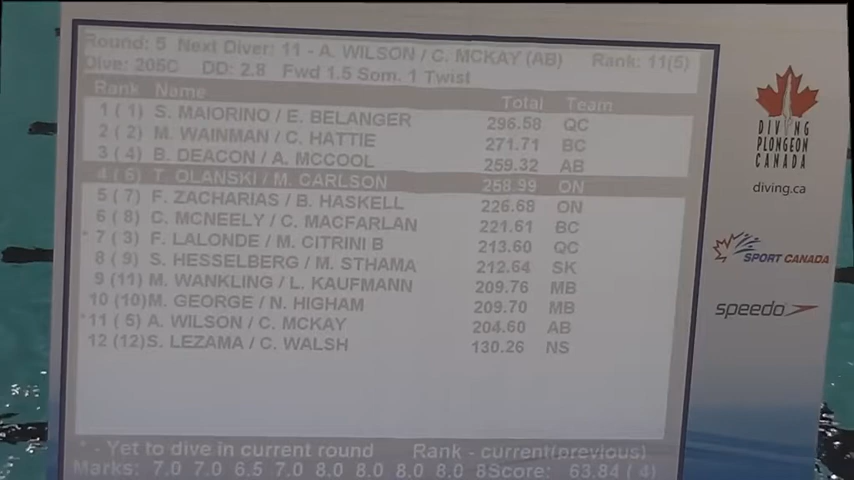 Round: 5 Next Diver: 11 - A. WILSON / C. MCKAY (AB) Rank: 11(5)
Dive: 205C DD: 2.8 Fwd 1.5 Som. 1 Twist
Rank Name Total Team
1 ( 1) S. MAIORINO / E. BELANGER 296.58 QC
2 ( 2) M. WAINMAN / C. HATTIE 271.71 BC
3 ( 4) B. DEACON / A. MCCOOL 259.32 AB
4 ( 6) T. OLANSKI / M. CARLSON 258.99 ON
5 ( 7) F. ZACHARIAS / B. HASKELL 226.68 ON
6 ( 8) C. MCNEELY / C. MACFARLAN 221.61 BC
* 7 ( 3) F. LALONDE / M. CITRINI B 213.60 QC
8 ( 9) S. HESSELBERG / M. STHAMA 212.64 SK
9 (11) M. WANKLING / L. KAUFMANN 209.76 MB
10 (10) M. GEORGE / N. HIGHAM 209.70 MB
*11 ( 5) A. WILSON / C. MCKAY 204.60 AB
12 (12) S. LEZAMA / C. WALSH 130.26 NS
* - Yet to dive in current round Rank - current(previous)
Marks: 7.0 7.0 6.5 7.0 8.0 8.0 8.0 8.0 8 Score: 63.84 ( 4)
DIVING
PLONGEON
CANADA
diving.ca
SPORT CANADA
speedo